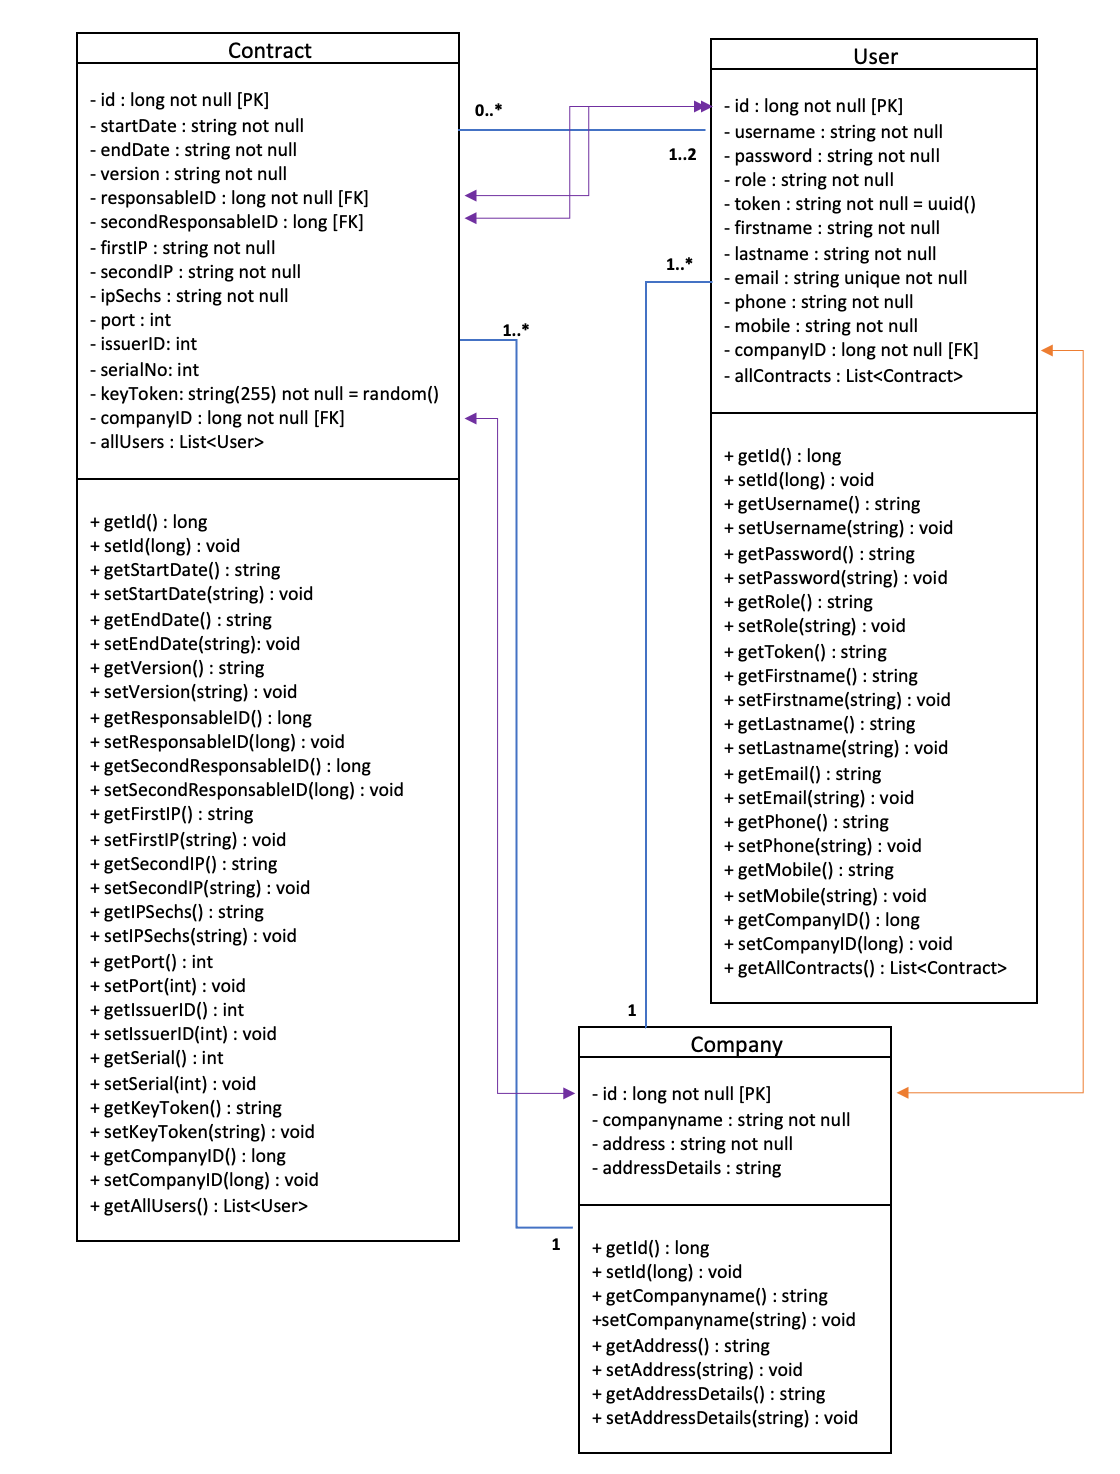 Contract
- id : long not null [PK]
- startDate : string not null
- endDate : string not null
- version : string not null
- responsableID : long not null [FK]
- secondResponsableID : long [FK]
- firstIP : string not null
- secondIP : string not null
- ipSechs : string not null
- port : int
- issuerID: int
- serialNo: int
- keyToken: string(255) not null = random()
- companyID : long not null [FK]
- allUsers : List<User>
+ getId() : long
+ setId(long) : void
+ getStartDate() : string
+ setStartDate(string) : void
+ getEndDate() : string
+ setEndDate(string): void
+ getVersion() : string
+ setVersion(string) : void
+ getResponsableID() : long
+ setResponsableID(long) : void
+ getSecondResponsableID() : long
+ setSecondResponsableID(long) : void
+ getFirstIP() : string
+ setFirstIP(string) : void
+ getSecondIP() : string
+ setSecondIP(string) : void
+ getIPSechs() : string
+ setIPSechs(string) : void
+ getPort() : int
+ setPort(int) : void
+ getIssuerID() : int
+ setIssuerID(int) : void
+ getSerial() : int
+ setSerial(int) : void
+ getKeyToken() : string
+ setKeyToken(string) : void
+ getCompanyID() : long
+ setCompanyID(long) : void
+ getAllUsers() : List<User>
0..*
1..2
1..*
1..*
1
1
User
- id : long not null [PK]
- username : string not null
- password : string not null
- role : string not null
- token : string not null = uuid()
- firstname : string not null
- lastname : string not null
- email : string unique not null
- phone : string not null
- mobile : string not null
- companyID : long not null [FK]
- allContracts : List<Contract>
+ getId() : long
+ setId(long) : void
+ getUsername() : string
+ setUsername(string) : void
+ getPassword() : string
+ setPassword(string) : void
+ getRole() : string
+ setRole(string) : void
+ getToken() : string
+ getFirstname() : string
+ setFirstname(string) : void
+ getLastname() : string
+ setLastname(string) : void
+ getEmail() : string
+ setEmail(string) : void
+ getPhone() : string
+ setPhone(string) : void
+ getMobile() : string
+ setMobile(string) : void
+ getCompanyID() : long
+ setCompanyID(long) : void
+ getAllContracts() : List<Contract>
Company
- id : long not null [PK]
- companyname : string not null
- address : string not null
- addressDetails : string
+ getId() : long
+ setId(long) : void
+ getCompanyname() : string
+setCompanyname(string) : void
+ getAddress() : string
+ setAddress(string) : void
+ getAddressDetails() : string
+ setAddressDetails(string) : void